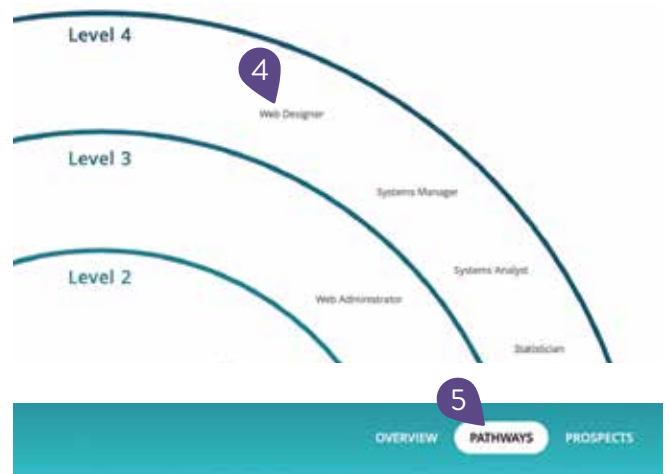 Level 4
4
Web Designer
Level 3
Systems Manager
Level 2
Systems Analyst
Web Administrator
Statistician
5
OVERVIEW PATHWAYS PROSPECTS